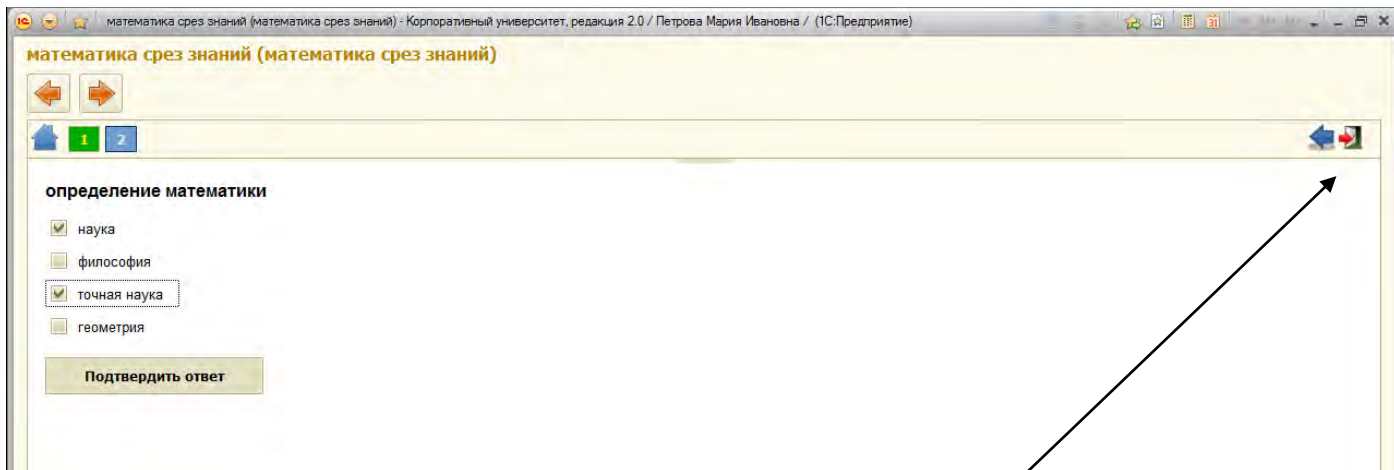 математика срез знаний (математика срез знаний) - Корпоративный университет, редакция 2.0 / Петрова Мария Ивановна / (1С:Предприятие)
математика срез знаний (математика срез знаний)
1 2
определение математики
наука
философия
точная наука
геометрия
Подтвердить ответ